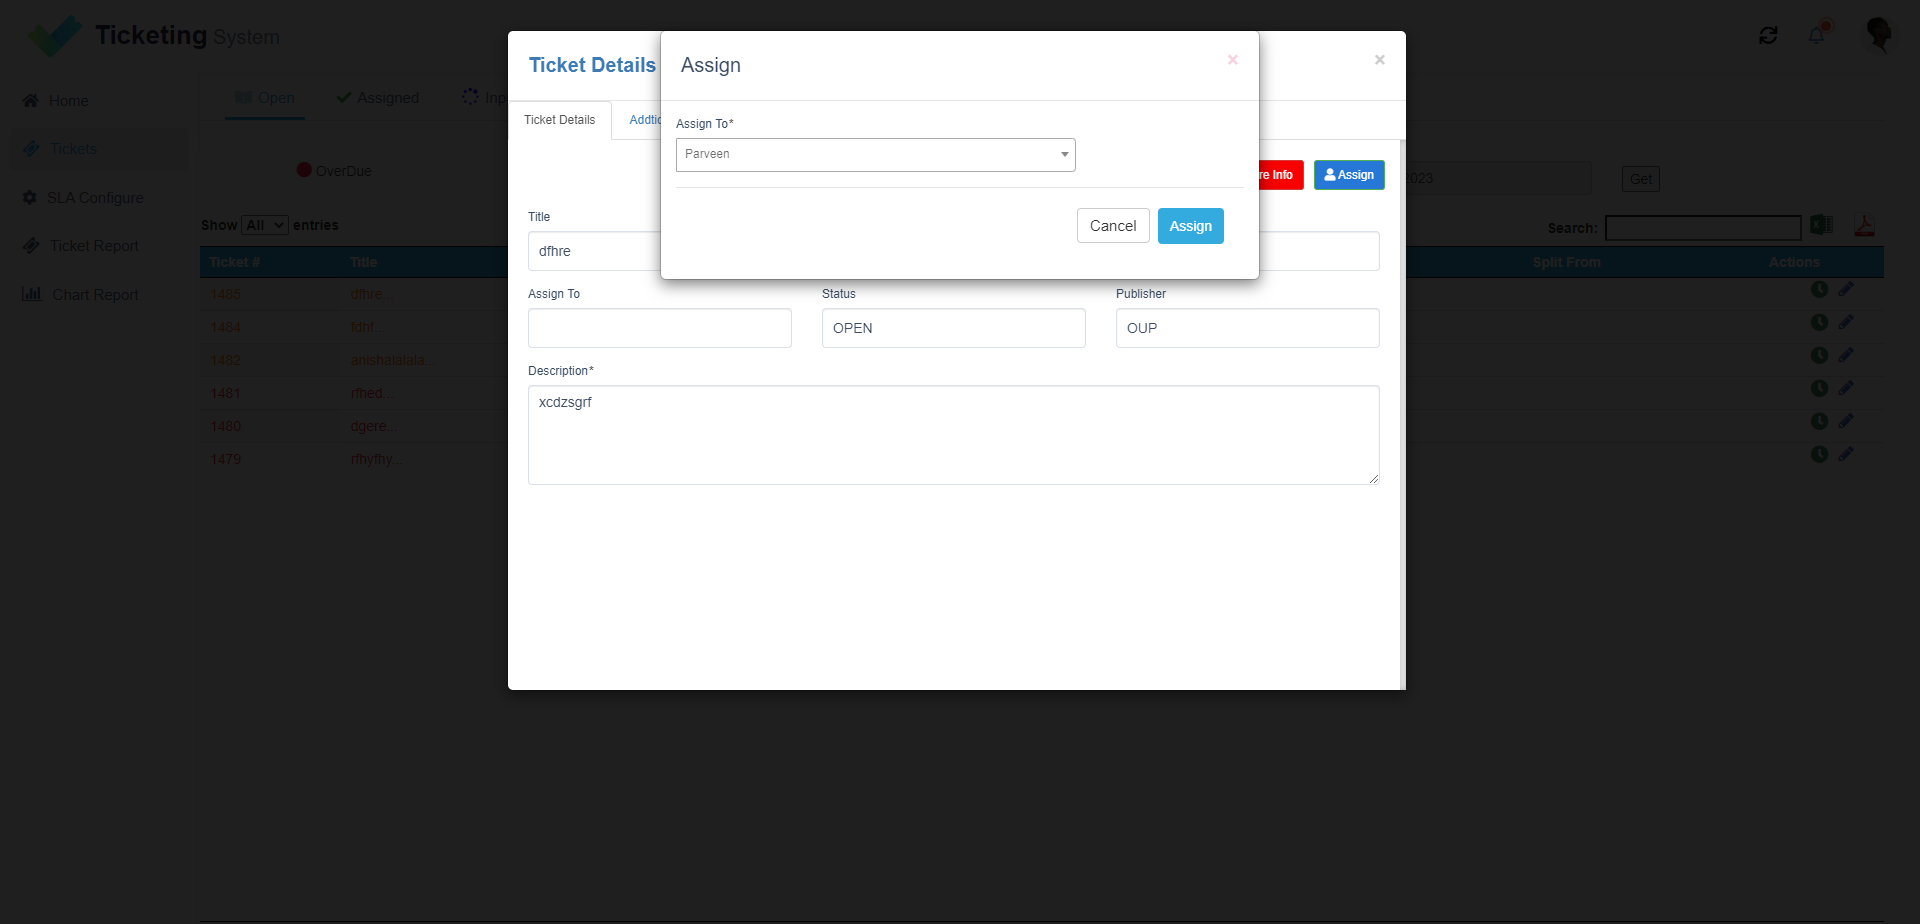 Ticketing System
Ticket Details
Assign
×
×
Home
Open
Assigned
Ticket Details
Assign To*
Tickets
Parveen
OverDue
re Info
Assign
2023
Get
SLA Configure
Title
Cancel
Assign
Show All entries
Search:
Ticket Report
dfhre
Ticket #
Title
Split From
Actions
Chart Report
Assign To
Status
Publisher
1485
dfhre...
OPEN
OUP
1484
fdhf...
1482
anishalalala...
Description*
1481
rfhed...
xcdzsgrf
1480
dgere...
1479
rfhyfhy...